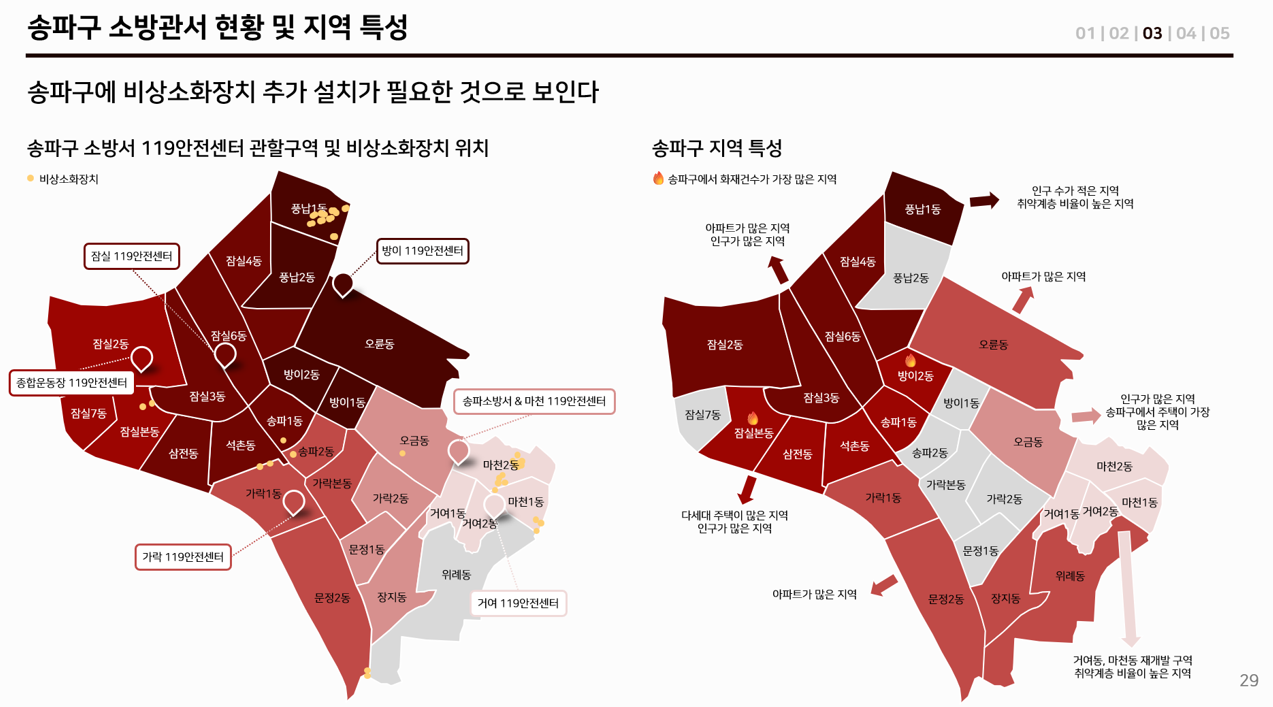 송파구 소방관서 현황 및 지역 특성
01 | 02 | 03 | 04 | 05
송파구에 비상소화장치 추가 설치가 필요한 것으로 보인다
송파구 소방서 119안전센터 관할구역 및 비상소화장치 위치
비상소화장치
풍납1동
잠실 119안전센터
방이 119안전센터
잠실4동
풍납2동
잠실2동
잠실6동
오륜동
종합운동장 119안전센터
방이2동
잠실3동
방이1동
송파소방서 & 마천 119안전센터
잠실7동
잠실본동
송파1동
석촌동
오금동
삼전동
송파2동
마천2동
가락본동
가락1동
가락2동
마천1동
거여1동
거여2동
가락 119안전센터
문정1동
위례동
문정2동
장지동
거여 119안전센터
송파구 지역 특성
송파구에서 화재건수가 가장 많은 지역
인구 수가 적은 지역
취약계층 비율이 높은 지역
풍납1동
아파트가 많은 지역
인구가 많은 지역
잠실4동
풍납2동
아파트가 많은 지역
잠실2동
잠실6동
오륜동
방이2동
잠실3동
방이1동
인구가 많은 지역
송파구에서 주택이 가장
많은 지역
잠실7동
잠실본동
송파1동
석촌동
오금동
삼전동
송파2동
마천2동
가락본동
가락1동
가락2동
마천1동
거여1동
거여2동
다세대 주택이 많은 지역
인구가 많은 지역
문정1동
위례동
아파트가 많은 지역
문정2동
장지동
거여동, 마천동 재개발 구역
취약계층 비율이 높은 지역
29